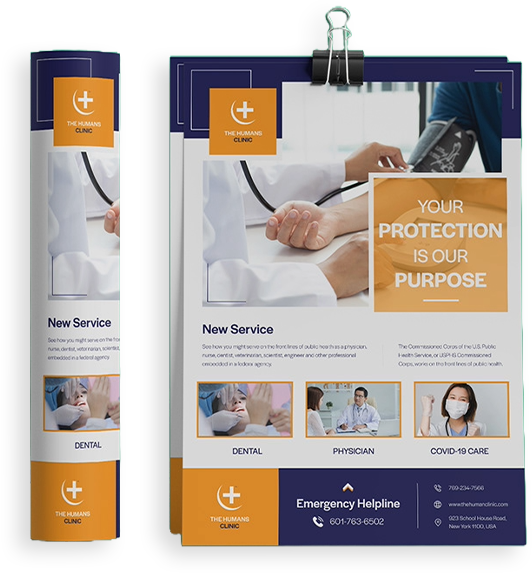 THE HUMANS
CLINIC
New Service
See how you might serve on the fron
nurse, dentist, veterinarian, scientist,
embedded in a federal agency.
DENTAL
THE HUMANS
CLINIC
THE HUMANS
CLINIC
YOUR
PROTECTION
IS OUR
PURPOSE
New Service
See how you might serve on the front lines of public health as a physician,
nurse, dentist, veterinarian, scientist, engineer and other professional
embedded in a federal agency.
The Commissioned Corps of the U.S. Public
Health Service, or USPHS Commissioned
Corps, works on the front lines of public health.
DENTAL
PHYSICIAN
COVID-19 CARE
THE HUMANS
CLINIC
Emergency Helpline
601-763-6502
769-234-7566
www.thehumanclinic.com
923 School House Road,
New York 1100, USA